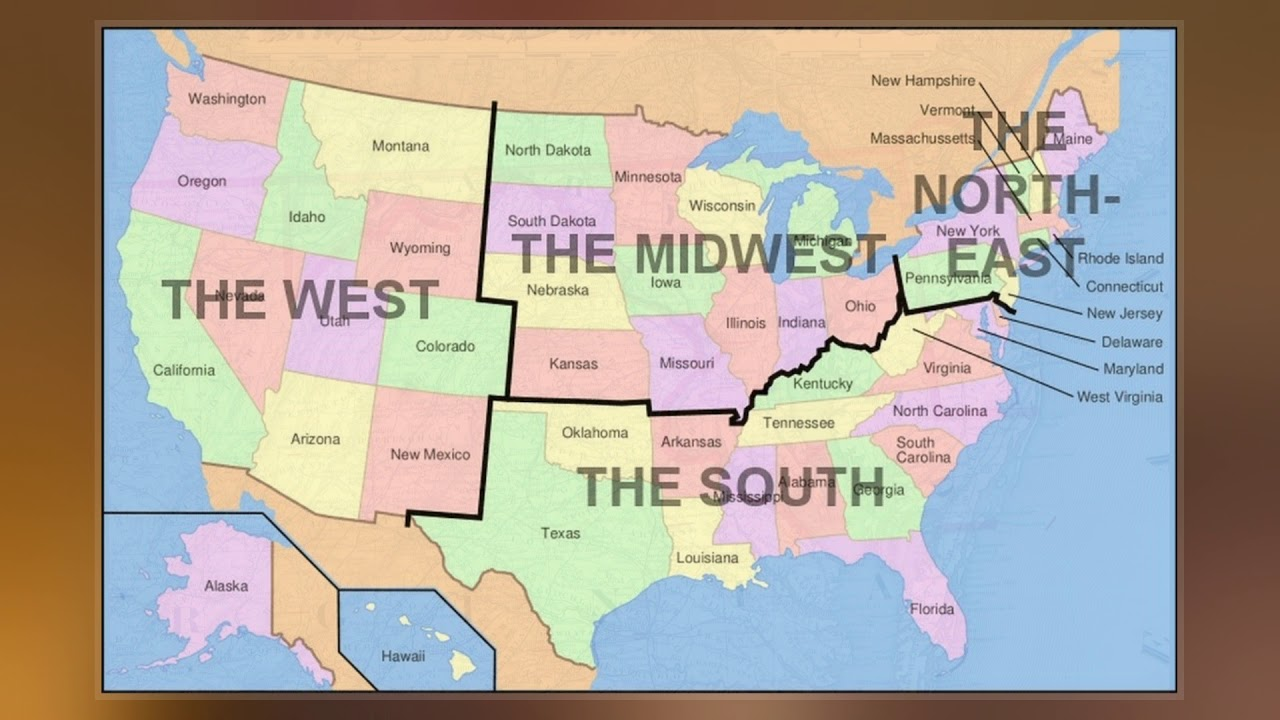 New Hampshire
Vermont
Massachussetts
THE
NORTH-
EAST
Maine
Washington
Montana
North Dakota
Minnesota
Oregon
Idaho
Wyoming
South Dakota
Wisconsin
Michigan
New York
THE WEST
THE MIDWEST
Nevada
Utah
Colorado
Nebraska
Iowa
Pennsylvania
Rhode Island
Connecticut
New Jersey
Delaware
Maryland
West Virginia
Illinois
Indiana
Ohio
California
Kansas
Missouri
Kentucky
Virginia
Arizona
New Mexico
Oklahoma
Arkansas
Tennessee
North Carolina
South
Carolina
THE SOUTH
Mississippi
Alabama
Georgia
Texas
Louisiana
Florida
Alaska
Hawaii